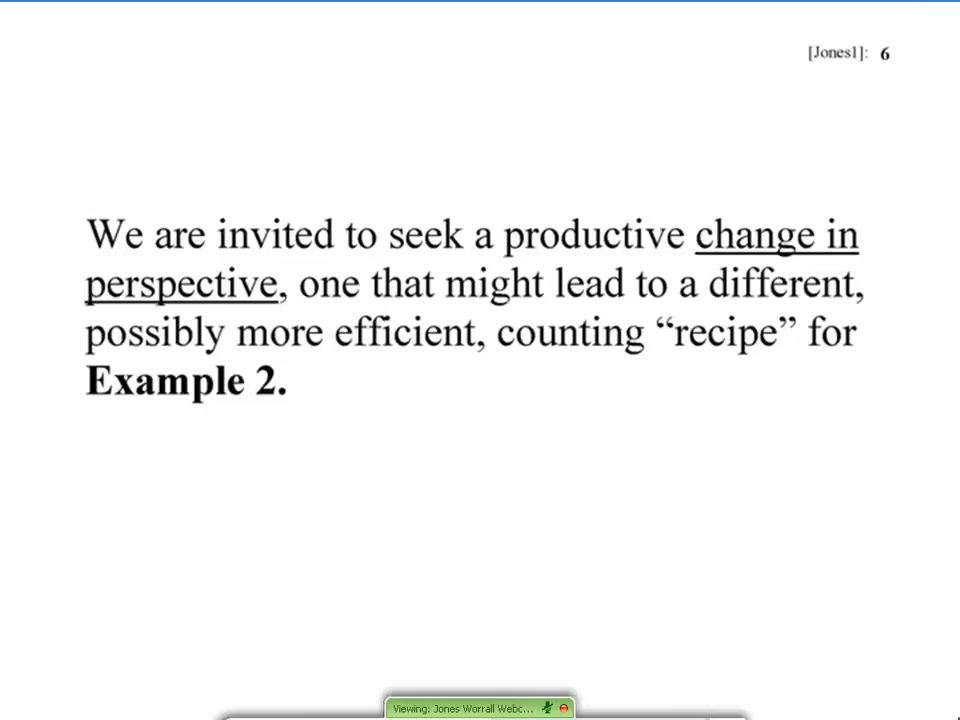 [Jones1]: 6
We are invited to seek a productive change in
perspective, one that might lead to a different,
possibly more efficient, counting “recipe” for
Example 2.
Viewing: Jones Worrall Webc...